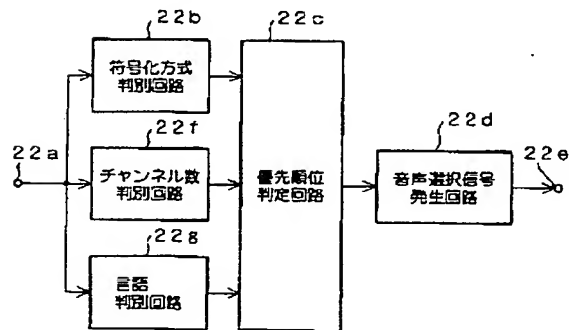 22b
22c
符号化方式
判別回路
22f
22d
22a
22e
チャンネル数
判別回路
優先順位
判定回路
音声選択信号
発生回路
22g
言語
判別回路